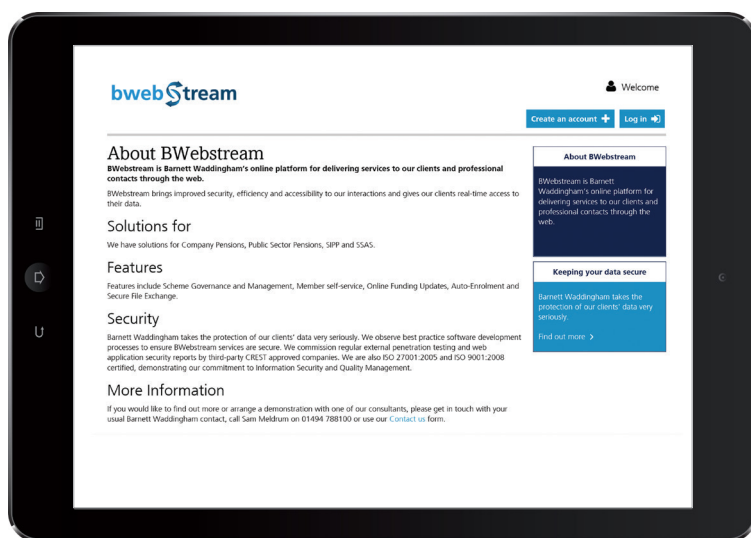 bwebStream
Welcome
Create an account
Log in
About BWebstream
BWebstream is Barnett Waddingham's online platform for delivering services to our clients and professional
contacts through the web.
BWebstream brings improved security, efficiency and accessibility to our interactions and gives our clients real-time access to
their data.
Solutions for
We have solutions for Company Pensions, Public Sector Pensions, SIPP and SSAS.
Features
Features include Scheme Governance and Management, Member self-service, Online Funding Updates, Auto-Enrolment and
Secure File Exchange.
Security
Barnett Waddingham takes the protection of our clients' data very seriously. We observe best practice software development
processes to ensure BWebstream services are secure. We commission regular external penetration testing and web
application security reports by third-party CREST approved companies. We are also ISO 27001:2005 and ISO 9001:2008
certified, demonstrating our commitment to Information Security and Quality Management.
More Information
If you would like to find out more or arrange a demonstration with one of our consultants, please get in touch with your
usual Barnett Waddingham contact, call Sam Meldrum on 01494 788100 or use our Contact us form.
About BWebstream
BWebstream is Barnett
Waddingham's online platform for
delivering services to our clients and
professional contacts through the
web.
Keeping your data secure
Barnett Waddingham takes the
protection of our clients' data very
seriously.
Find out more